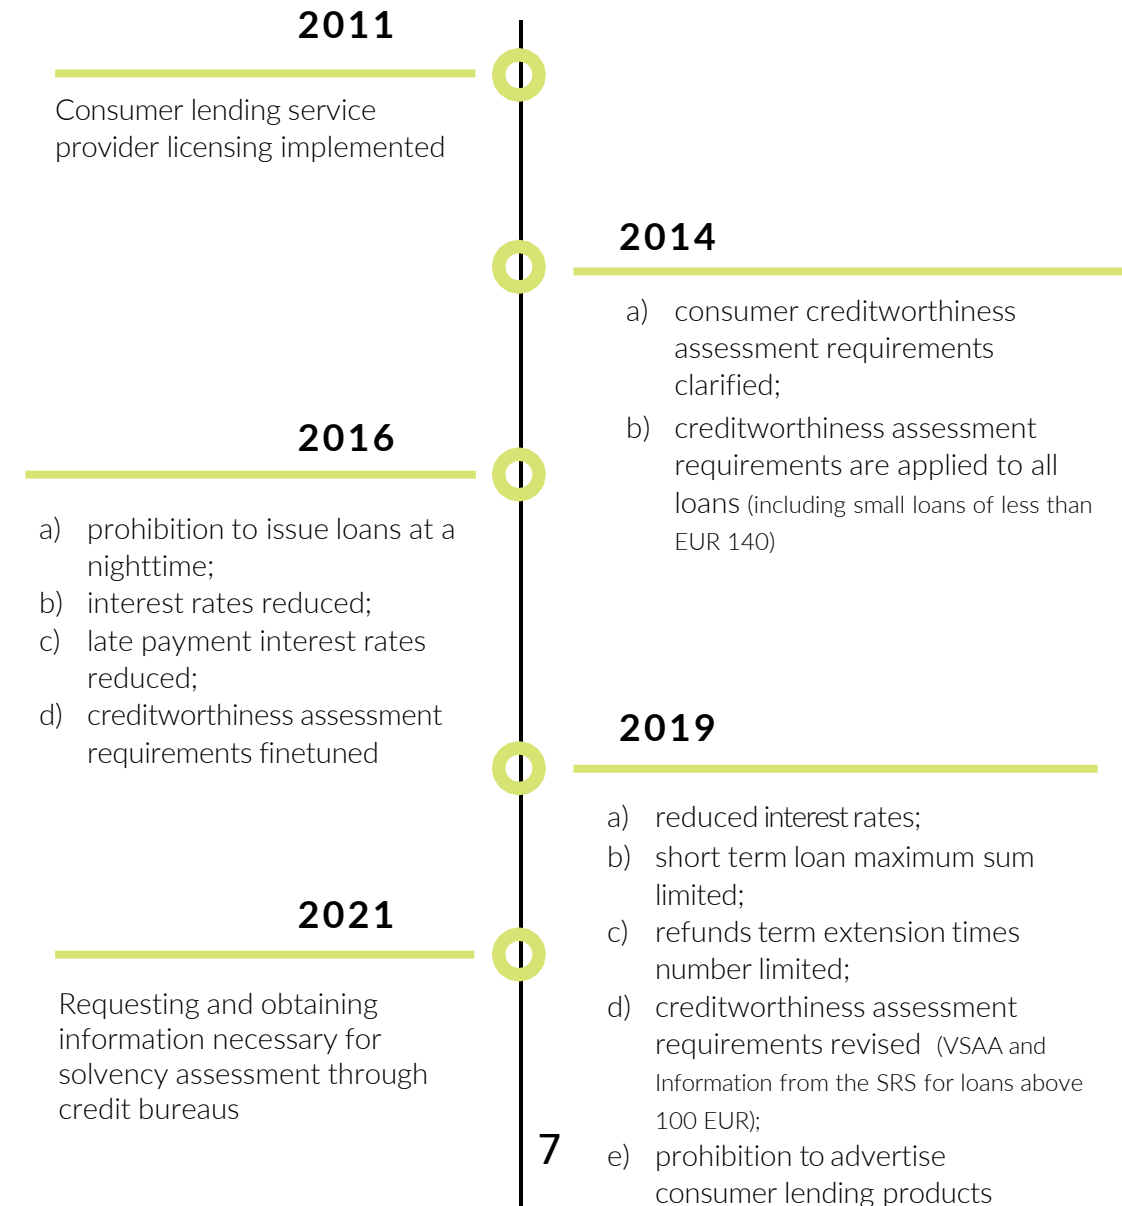 2011
Consumer lending service
provider licensing implemented
2014
a) consumer creditworthiness
assessment requirements
clarified;
b) creditworthiness assessment
requirements are applied to all
loans (including small loans of less than
EUR 140)
2016
a) prohibition to issue loans at a
nighttime;
b) interest rates reduced;
c) late payment interest rates
reduced;
d) creditworthiness assessment
requirements finetuned
2019
a) reduced interest rates;
b) short term loan maximum sum
limited;
c) refunds term extension times
number limited;
d) creditworthiness assessment
requirements revised (VSAA and
Information from the SRS for loans above
100 EUR);
e) prohibition to advertise
consumer lending products
2021
Requesting and obtaining
information necessary for
solvency assessment through
credit bureaus
7